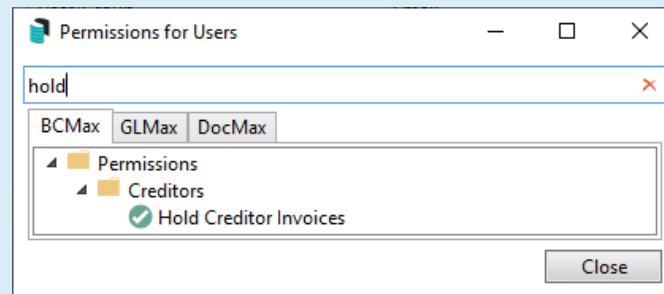 Permissions for Users
hold
BCMax GLMax DocMax
Permissions
Creditors
Hold Creditor Invoices
Close